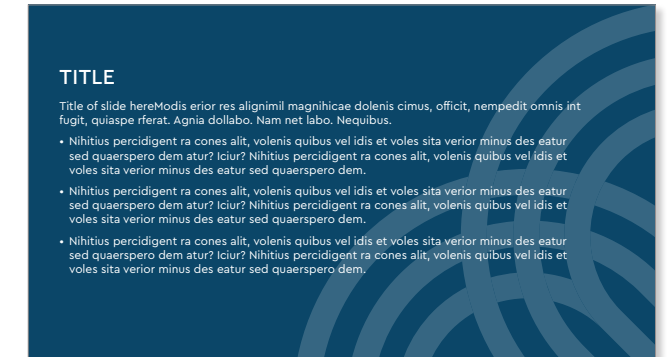 TITLE
Title of slide hereModis erior res alignimil magnihicae dolenis cimus, officit, nempedit omnis int
fugit, quiaspe rferat. Agnia dollabo. Nam net labo. Nequibus.
• Nihitius percidigent ra cones alit, volenis quibus vel idis et voles sita verior minus des eatur
sed quaerspero dem atur? Iciur? Nihitius percidigent ra cones alit, volenis quibus vel idis et
voles sita verior minus des eatur sed quaerspero dem.
• Nihitius percidigent ra cones alit, volenis quibus vel idis et voles sita verior minus des eatur
sed quaerspero dem atur? Iciur? Nihitius percidigent ra cones alit, volenis quibus vel idis et
voles sita verior minus des eatur sed quaerspero dem.
• Nihitius percidigent ra cones alit, volenis quibus vel idis et voles sita verior minus des eatur
sed quaerspero dem atur? Iciur? Nihitius percidigent ra cones alit, volenis quibus vel idis et
voles sita verior minus des eatur sed quaerspero dem.